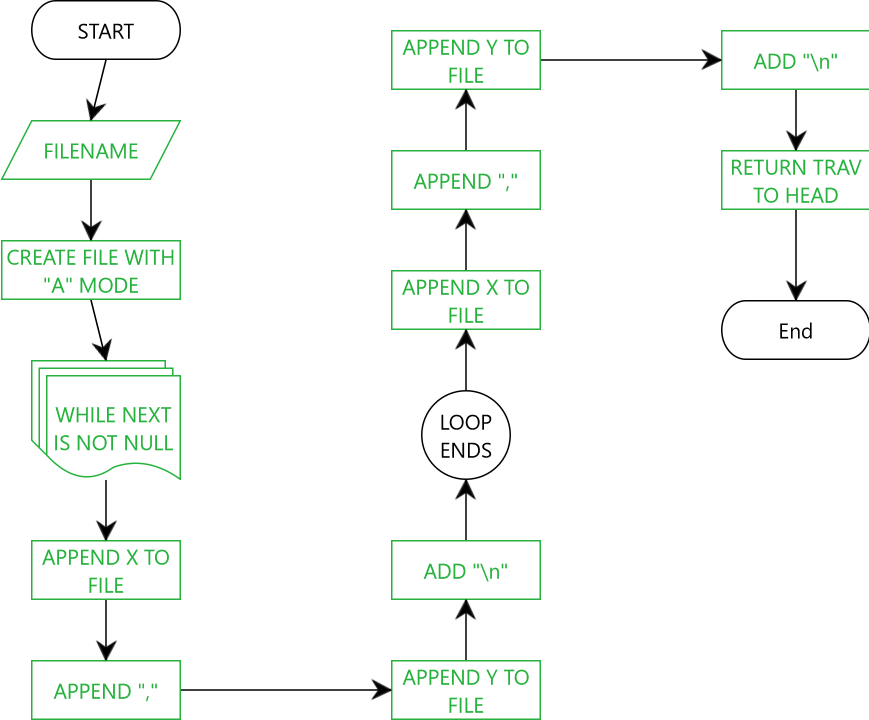 START
FILENAME
CREATE FILE WITH
"A" MODE
WHILE NEXT
IS NOT NULL
APPEND X TO
FILE
APPEND ","
APPEND Y TO
FILE
ADD "\n"
LOOP
ENDS
APPEND X TO
FILE
APPEND ","
APPEND Y TO
FILE
ADD "\n"
RETURN TRAV
TO HEAD
End